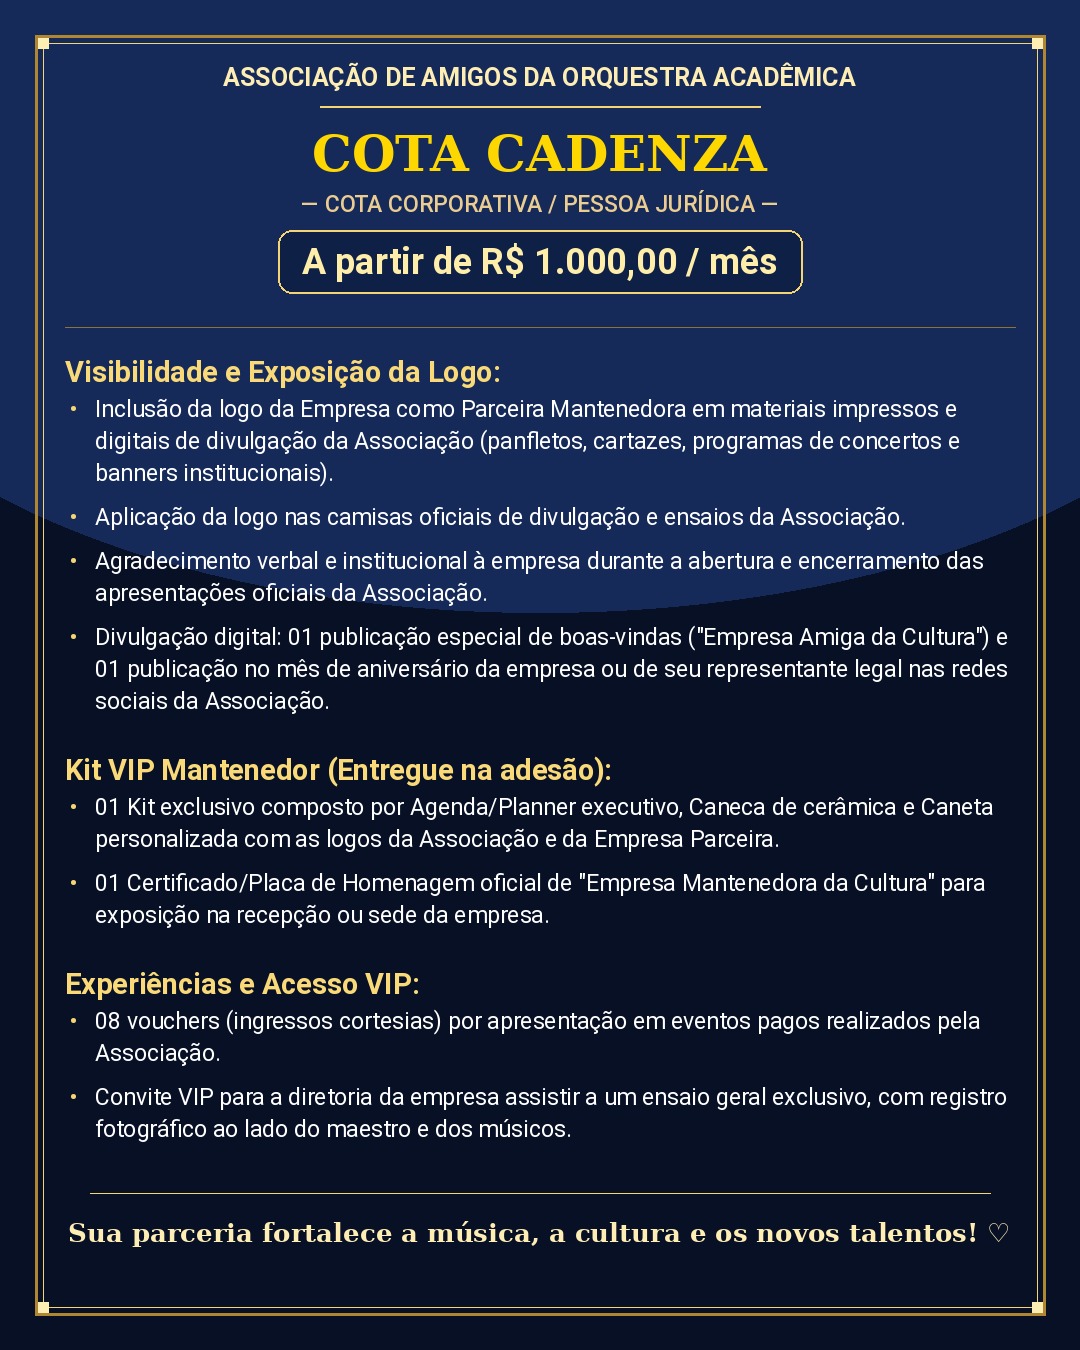 ASSOCIAÇÃO DE AMIGOS DA ORQUESTRA ACADÊMICA
COTA CADENZA
— COTA CORPORATIVA / PESSOA JURÍDICA —
A partir de R$ 1.000,00 / mês
Visibilidade e Exposição da Logo:
• Inclusão da logo da Empresa como Parceira Mantenedora em materiais impressos e
digitais de divulgação da Associação (panfletos, cartazes, programas de concertos e
banners institucionais).
• Aplicação da logo nas camisas oficiais de divulgação e ensaios da Associação.
• Agradecimento verbal e institucional à empresa durante a abertura e encerramento das
apresentações oficiais da Associação.
• Divulgação digital: 01 publicação especial de boas-vindas ("Empresa Amiga da Cultura") e
01 publicação no mês de aniversário da empresa ou de seu representante legal nas redes
sociais da Associação.
Kit VIP Mantenedor (Entregue na adesão):
• 01 Kit exclusivo composto por Agenda/Planner executivo, Caneca de cerâmica e Caneta
personalizada com as logos da Associação e da Empresa Parceira.
• 01 Certificado/Placa de Homenagem oficial de "Empresa Mantenedora da Cultura" para
exposição na recepção ou sede da empresa.
Experiências e Acesso VIP:
• 08 vouchers (ingressos cortesias) por apresentação em eventos pagos realizados pela
Associação.
• Convite VIP para a diretoria da empresa assistir a um ensaio geral exclusivo, com registro
fotográfico ao lado do maestro e dos músicos.
Sua parceria fortalece a música, a cultura e os novos talentos! ♡